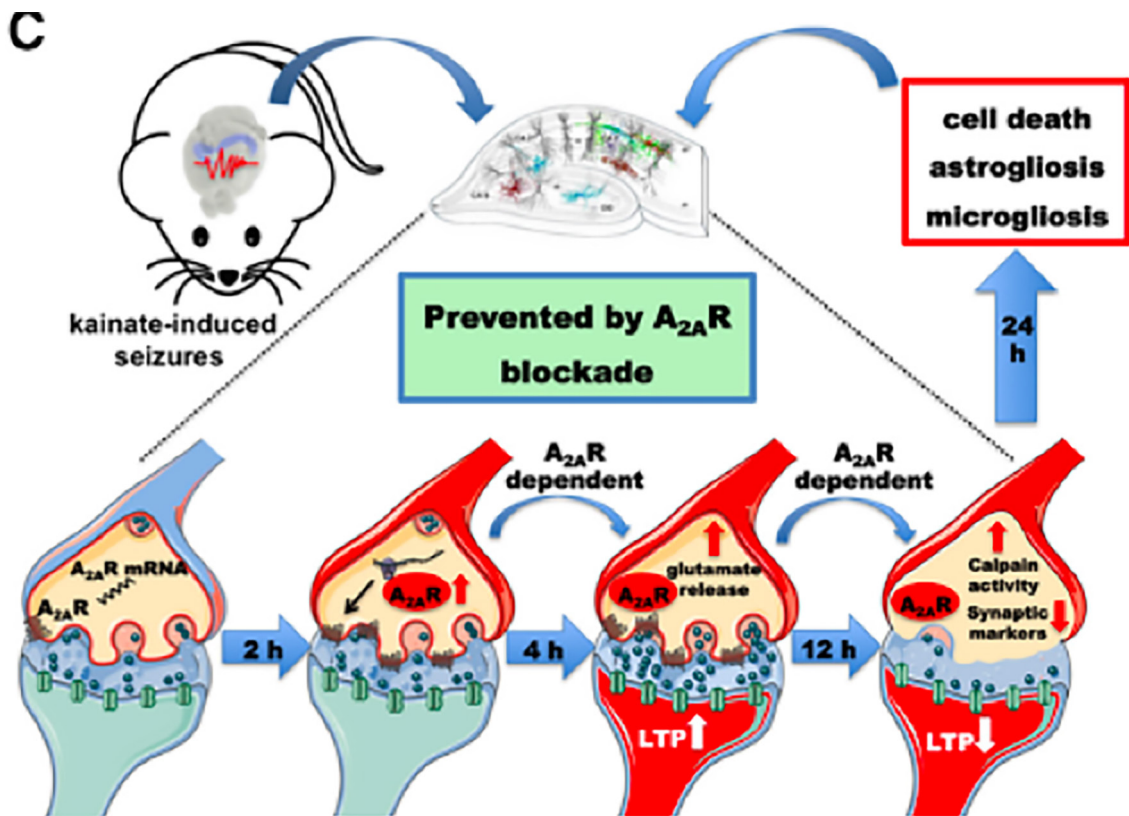 C
kainate-induced
seizures
cell death
astrogliosis
microgliosis
Prevented by A2AR
blockade
24
h
A2AR
dependent
A2AR
dependent
A2AR mRNA
A2AR
2 h
A2AR
4 h
glutamate
release
A2AR
LTP
12 h
Calpain
activity
A2AR
Synaptic
markers
LTP